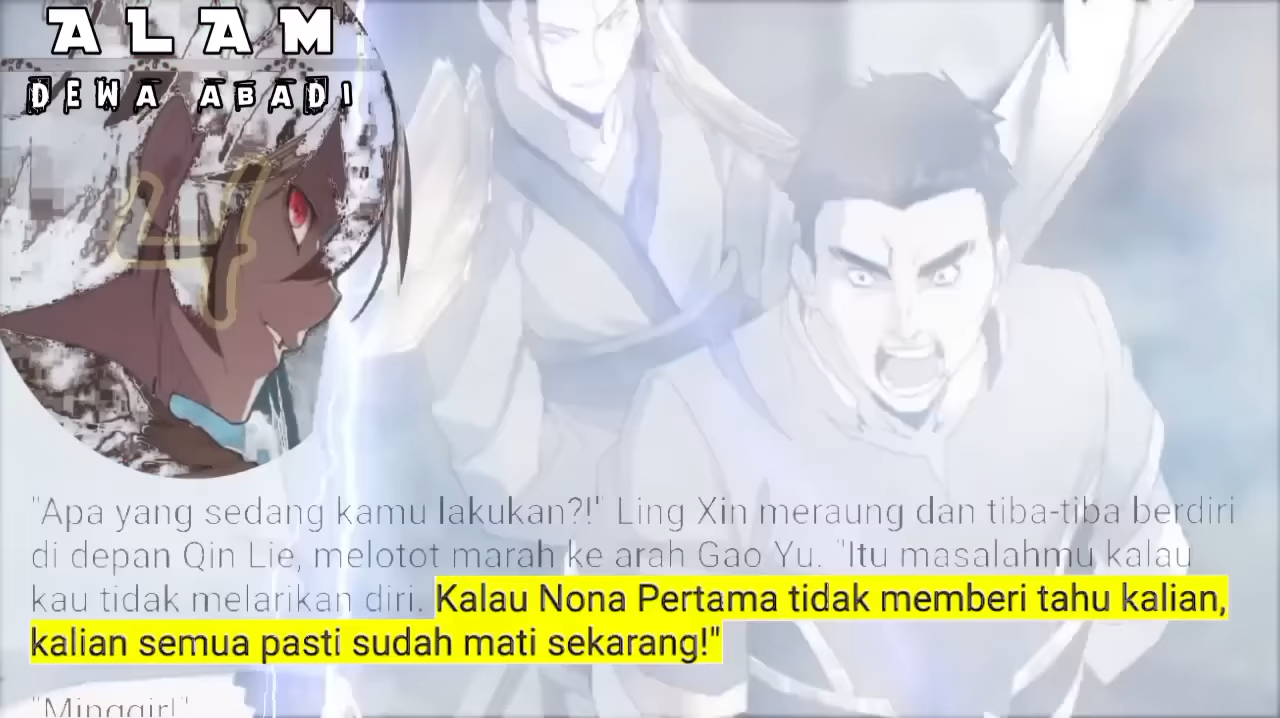 ALAM
DEWA ABADI
4
"Apa yang sedang kamu lakukan?!" Ling Xin meraung dan tiba-tiba berdiri
di depan Qin Lie, melotot marah ke arah Gao Yu. "Itu masalahmu kalau
kau tidak melarikan diri. Kalau Nona Pertama tidak memberi tahu kalian,
kalian semua pasti sudah mati sekarang!"
"Minggir!"